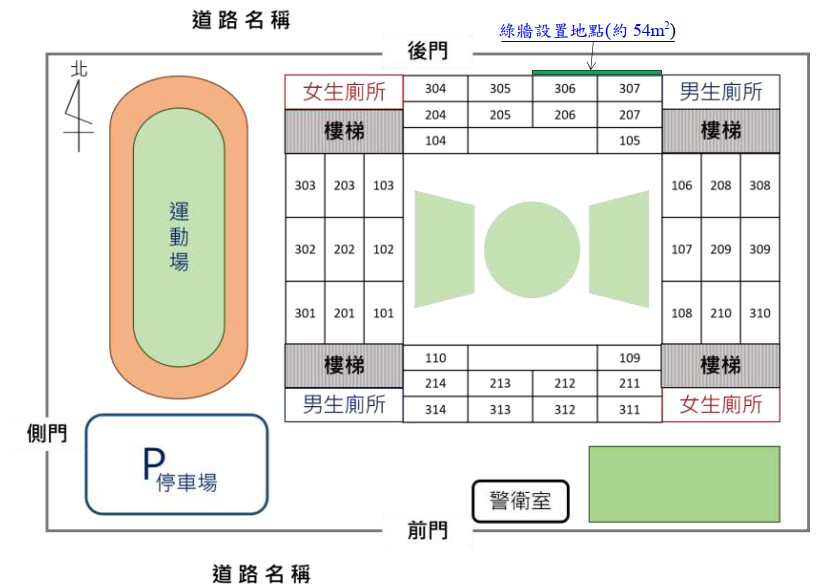 道路名稱
綠牆設置地點(約 54m²)
後門
北
女生廁所 304 305 306 307 男生廁所
樓梯 204 205 206 207 樓梯
104 105
303 203 103 106 208 308
運動場
302 202 102 107 209 309
301 201 101 108 210 310
樓梯 110 109 樓梯
214 213 212 211
男生廁所 314 313 312 311 女生廁所
側門
P停車場
警衛室
前門
道路名稱